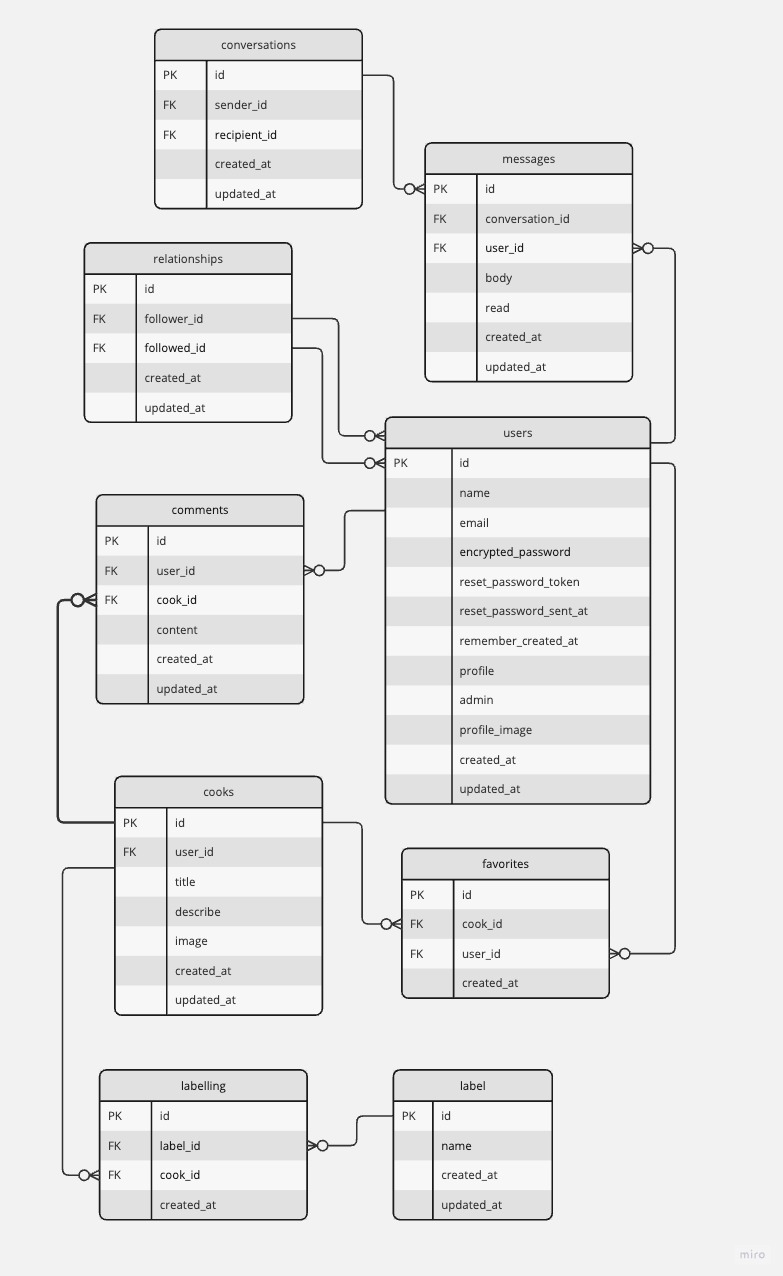 conversations
PK id
FK sender_id
FK recipient_id
created_at
updated_at
messages
PK id
FK conversation_id
FK user_id
body
read
created_at
updated_at
relationships
PK id
FK follower_id
FK followed_id
created_at
updated_at
users
PK id
name
email
encrypted_password
reset_password_token
reset_password_sent_at
remember_created_at
profile
admin
profile_image
created_at
updated_at
comments
PK id
FK user_id
FK cook_id
content
created_at
updated_at
cooks
PK id
FK user_id
title
describe
image
created_at
updated_at
favorites
PK id
FK cook_id
FK user_id
created_at
labelling
PK id
FK label_id
FK cook_id
created_at
label
PK id
name
created_at
updated_at
miro